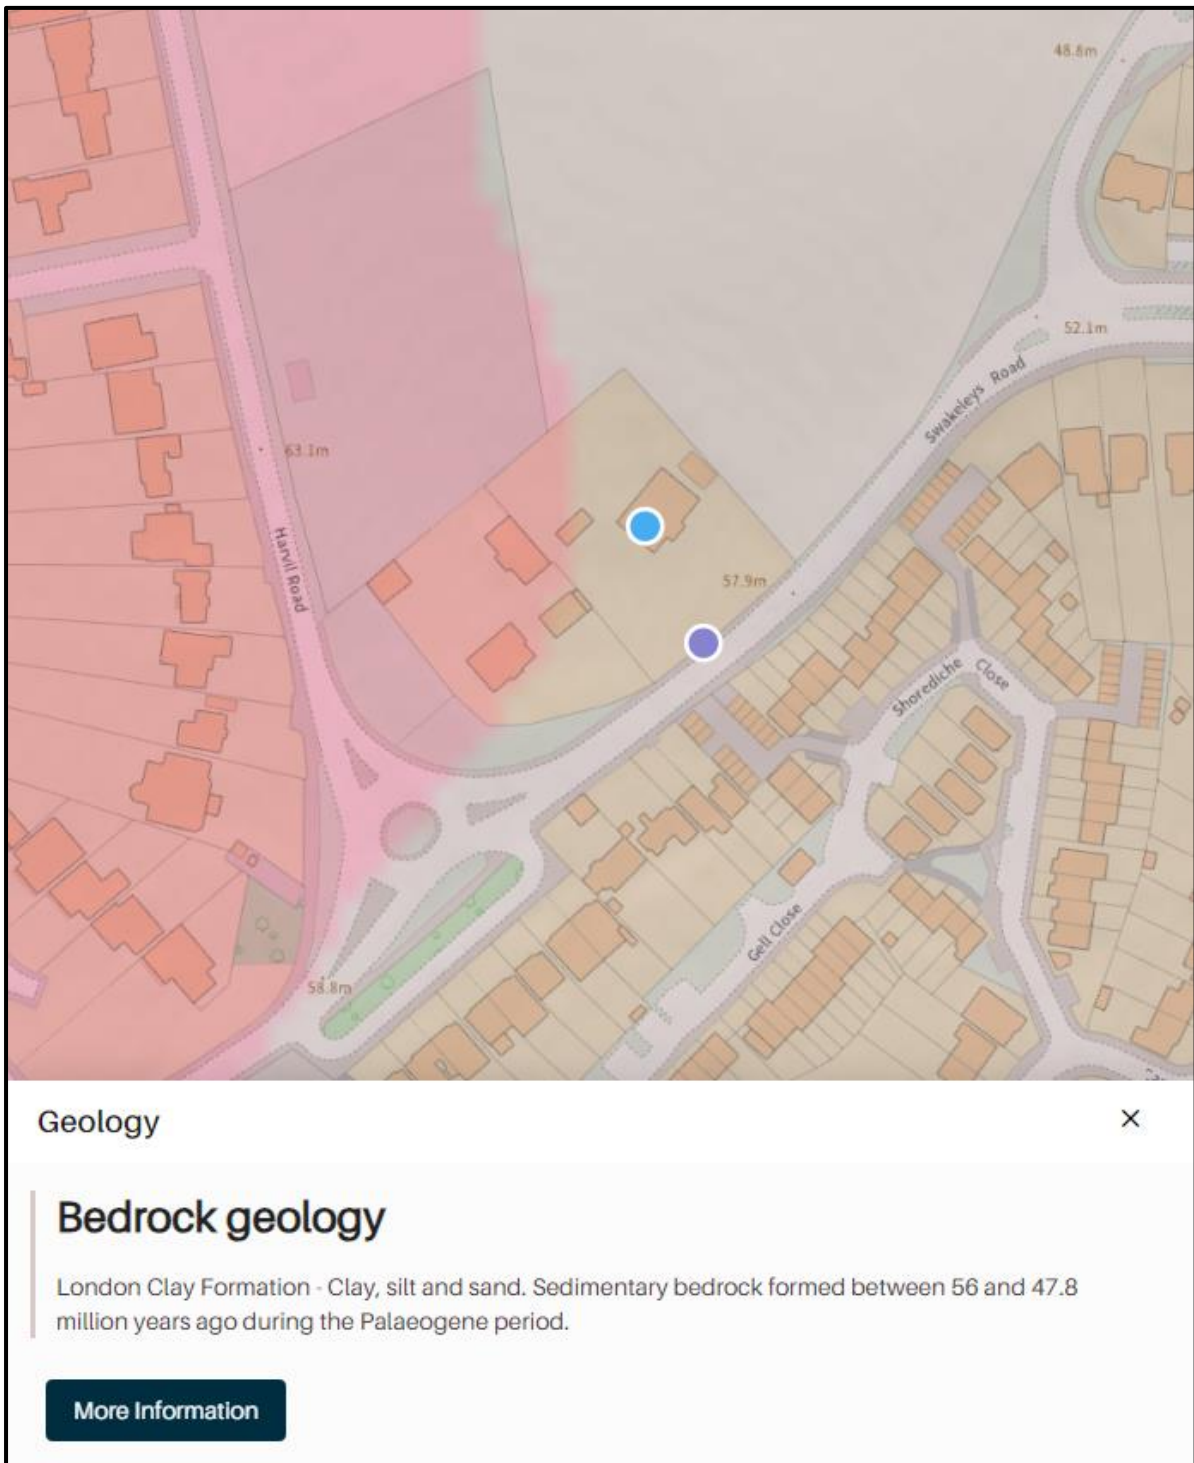 48.8m
52.1m
Swakeleys Road
63.1m
Harvil Road
57.9m
Shorediche Close
Gell Close
58.8m
Geology
Bedrock geology
London Clay Formation - Clay, silt and sand. Sedimentary bedrock formed between 56 and 47.8
million years ago during the Palaeogene period.
More Information